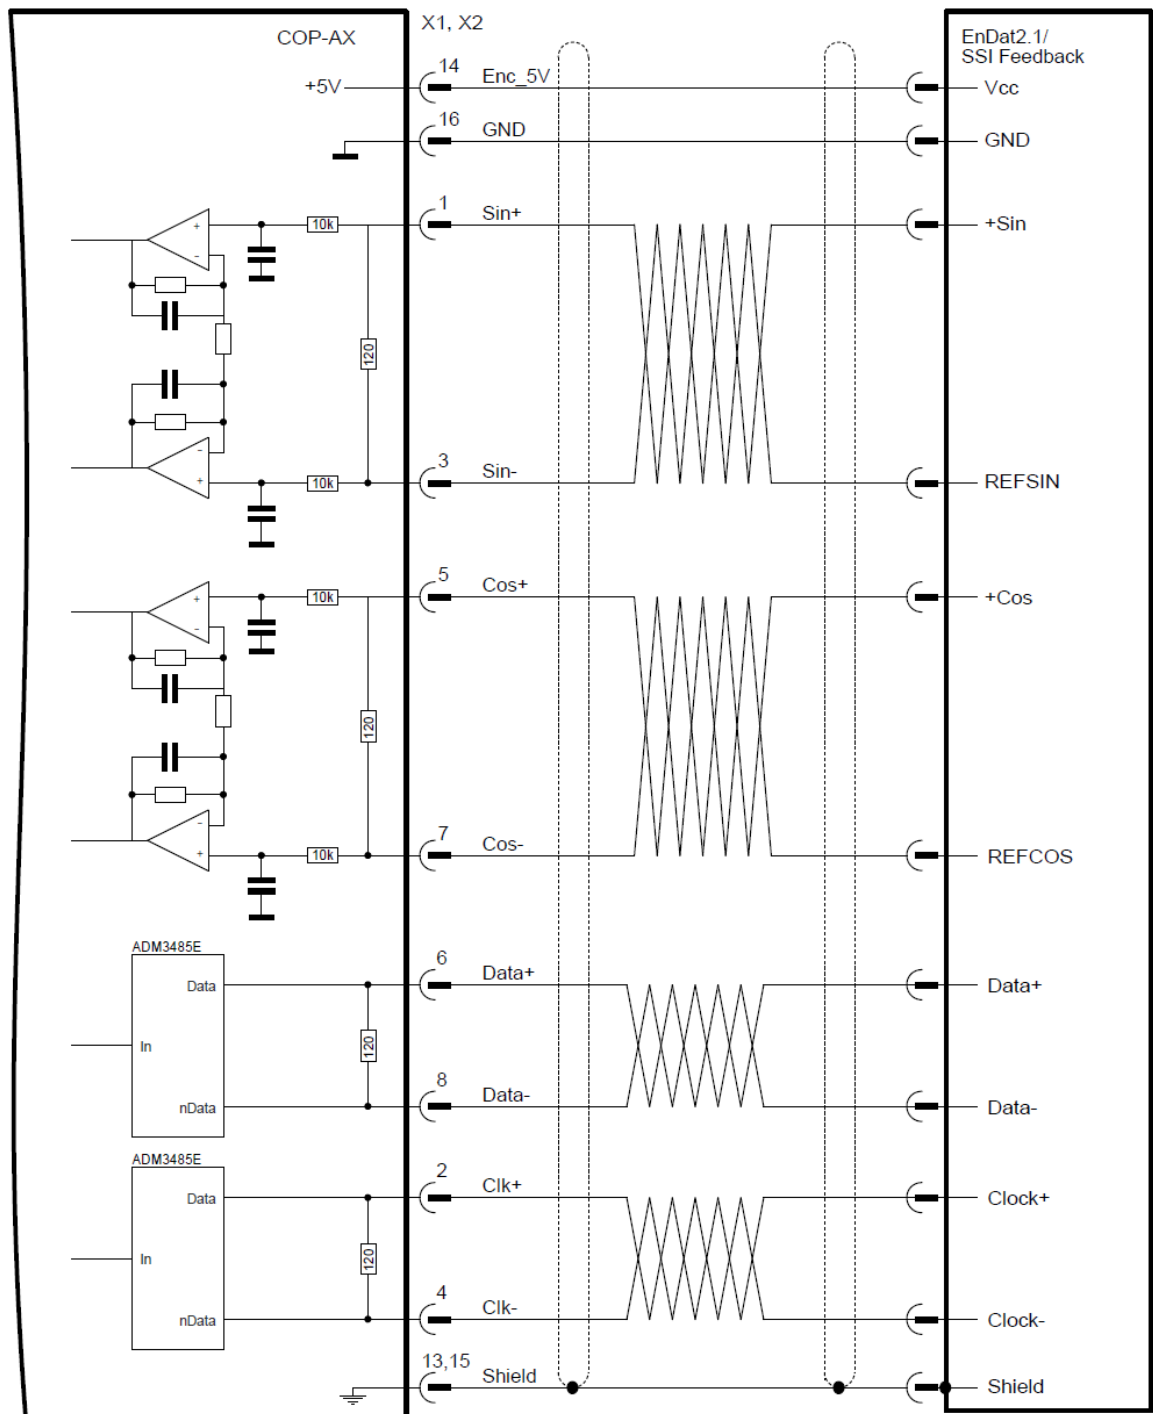 COP-AX
X1, X2
EnDat2.1/
SSI Feedback
+5V
14
Enc_5V
Vcc
16
GND
GND
10k
1
Sin+
+Sin
+
-
120
-
+
10k
3
Sin-
REFSIN
10k
5
Cos+
+Cos
+
-
120
-
+
10k
7
Cos-
REFCOS
ADM3485E
Data
In
nData
120
6
Data+
Data+
8
Data-
Data-
ADM3485E
Data
In
nData
120
2
Clk+
Clock+
4
Clk-
Clock-
13,15
Shield
Shield